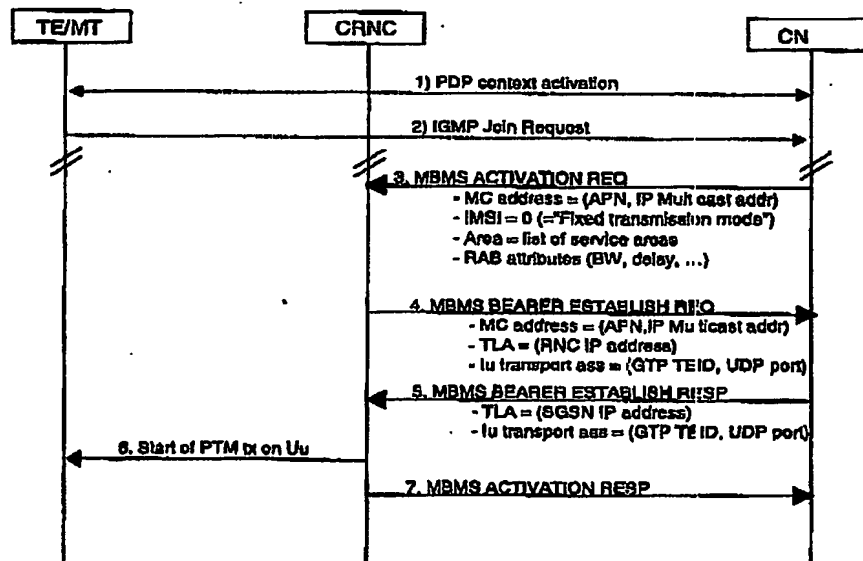 TE/MT
CRNC
CN
1) PDP context activation
2) IGMP Join Request
3. MBMS ACTIVATION REQ
- MC address = (APN, IP Multicast addr)
- IMSI = 0 (="Fixed transmission mode")
- Area = list of service areas
- RAB attributes (BW, delay, ...)
4. MBMS BEARER ESTABLISH REQ
- MC address = (APN,IP Multicast addr)
- TLA = (RNC IP address)
- Iu transport ass = (GTP TEID, UDP port)
5. MBMS BEARER ESTABLISH RESP
- TLA = (SGSN IP address)
- Iu transport ass = (GTP TEID, UDP port)
6. Start of PTM tx on Uu
7. MBMS ACTIVATION RESP